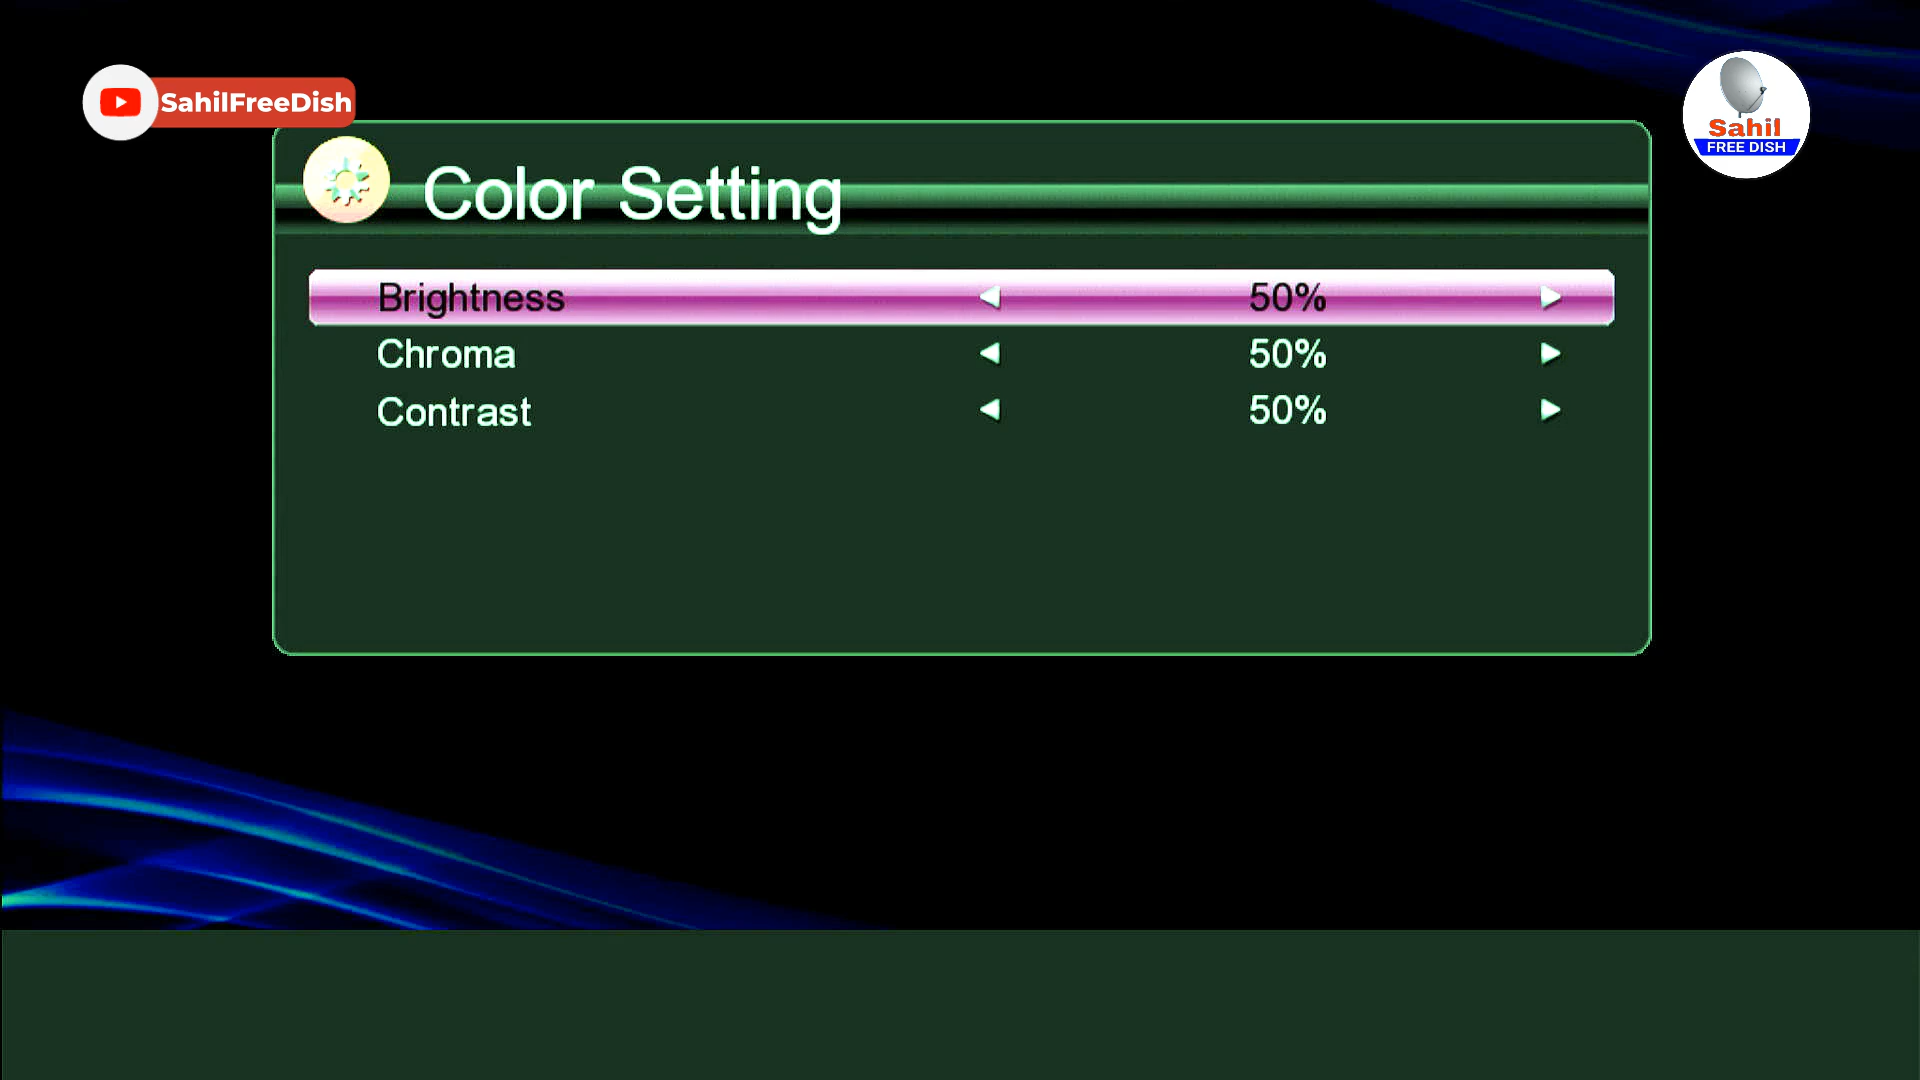 SahilFreeDish
Sahil
FREE DISH
Color Setting
Brightness 50%
Chroma 50%
Contrast 50%